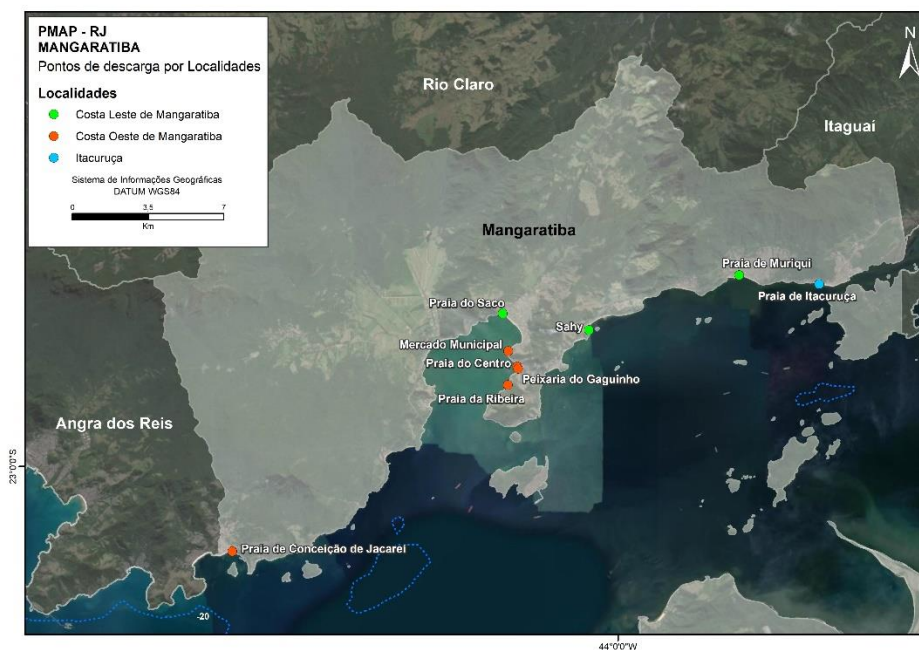 PMAP - RJ
MANGARATIBA
Pontos de descarga por Localidades
Localidades
Costa Leste de Mangaratiba
Costa Oeste de Mangaratiba
Itacuruça
Sistema de Informações Geográficas
DATUM WGS84
0 3,5 7
Km
N
Rio Claro
Itaguaí
Mangaratiba
Praia de Muriqui
Praia de Itacuruça
Praia do Saco
Sahy
Mercado Municipal
Praia do Centro
Peixaria do Gaguinho
Praia da Ribeira
Angra dos Reis
Praia de Conceição de Jacareí
-20
23°0'0"S
44°0'0"W